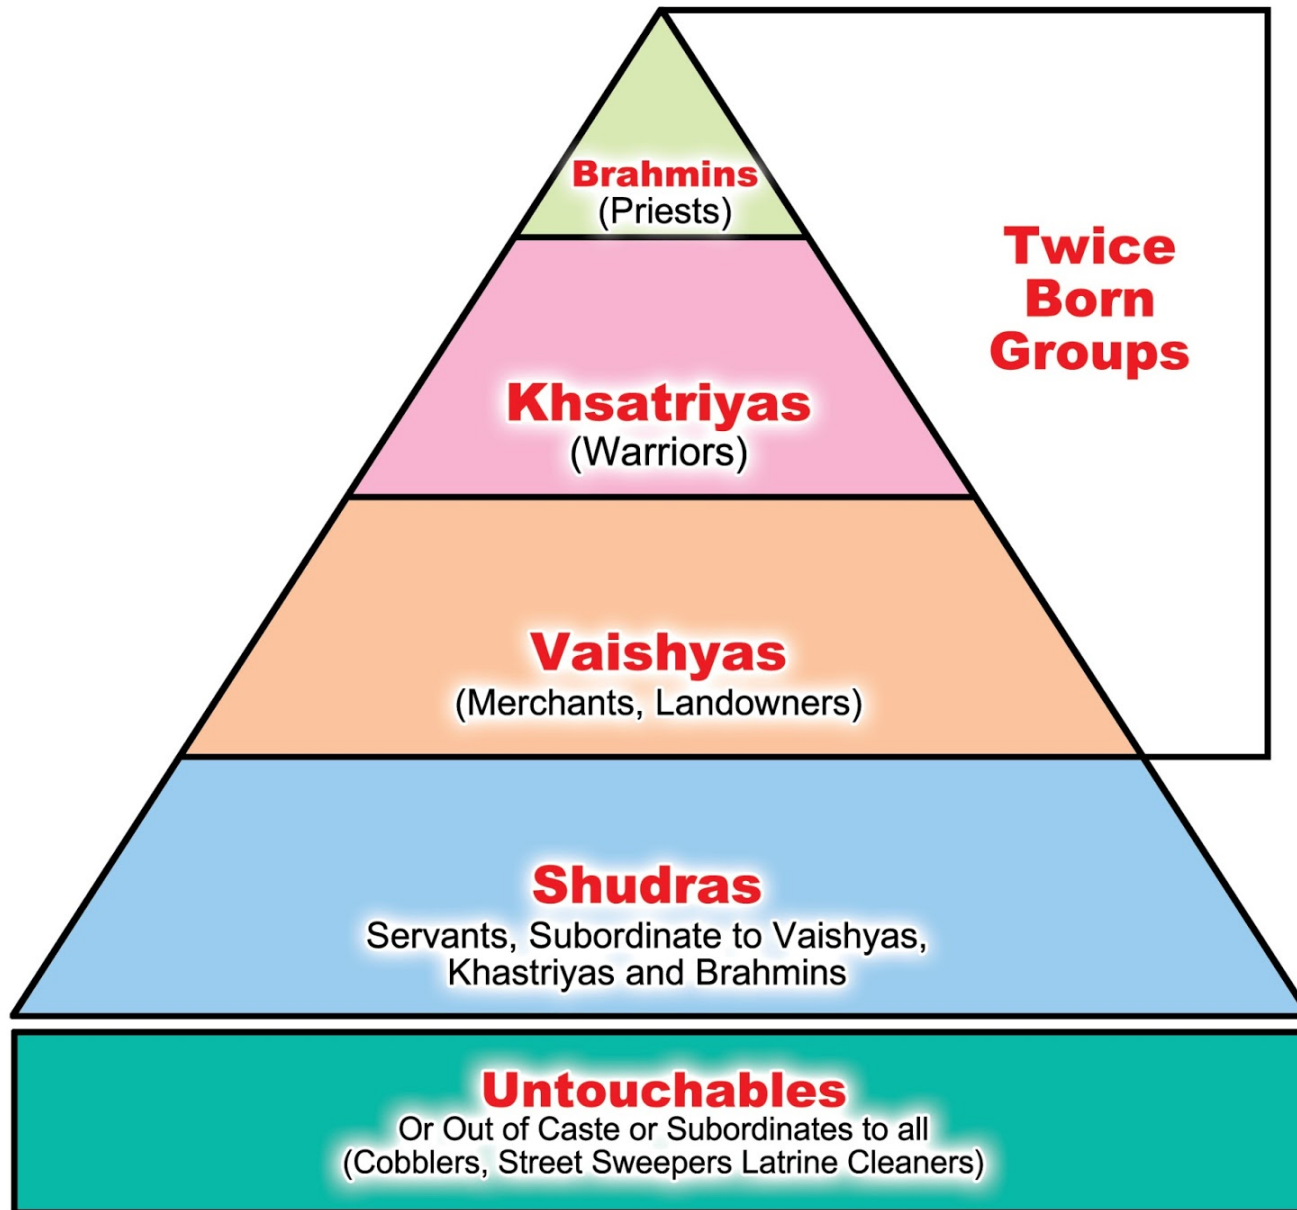 Brahmins
(Priests)
Twice
Born
Groups
Khsatriyas
(Warriors)
Vaishyas
(Merchants, Landowners)
Shudras
Servants, Subordinate to Vaishyas,
Khastriyas and Brahmins
Untouchables
Or Out of Caste or Subordinates to all
(Cobblers, Street Sweepers Latrine Cleaners)